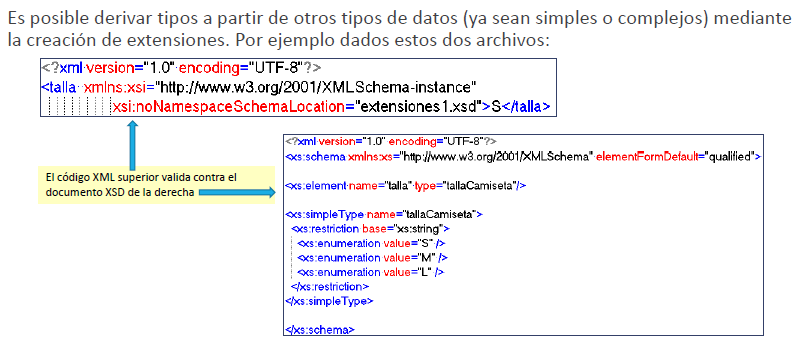 Es posible derivar tipos a partir de otros tipos de datos (ya sean simples o complejos) mediante
la creación de extensiones. Por ejemplo dados estos dos archivos:
<?xml version="1.0" encoding="UTF-8"?>
<talla xmlns:xsi="http://www.w3.org/2001/XMLSchema-instance"
xsi:noNamespaceSchemaLocation="extensiones1.xsd">S</talla>
El código XML superior valida contra el
documento XSD de la derecha
<?xml version="1.0" encoding="UTF-8"?>
<xs:schema xmlns:xs="http://www.w3.org/2001/XMLSchema" elementFormDefault="qualified">
<xs:element name="talla" type="tallaCamiseta"/>
<xs:simpleType name="tallaCamiseta">
<xs:restriction base="xs:string">
<xs:enumeration value="S" />
<xs:enumeration value="M" />
<xs:enumeration value="L" />
</xs:restriction>
</xs:simpleType>
</xs:schema>